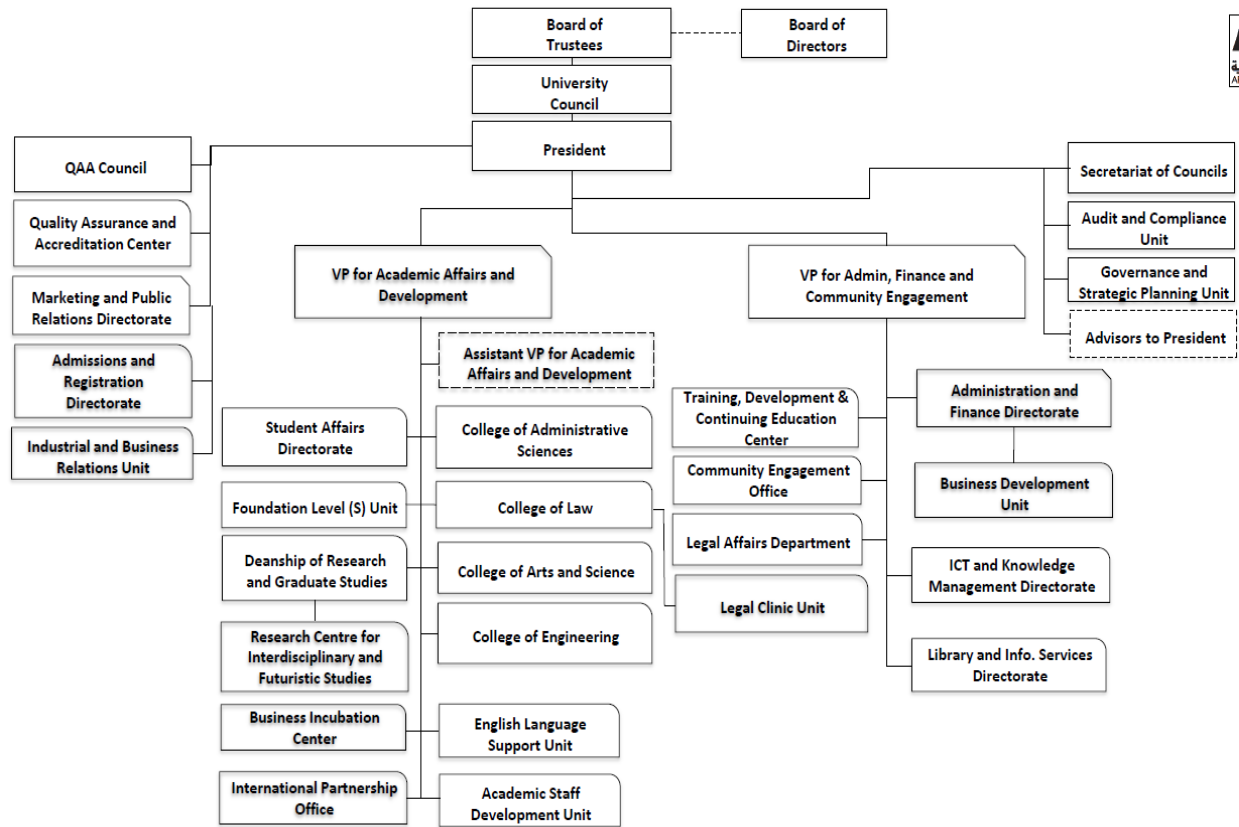 Board of
Trustees
Board of
Directors
University
Council
President
QAA Council
Secretariat of Councils
Quality Assurance and
Accreditation Center
Audit and Compliance
Unit
VP for Academic Affairs and
Development
VP for Admin, Finance and
Community Engagement
Governance and
Strategic Planning Unit
Marketing and Public
Relations Directorate
Advisors to President
Admissions and
Registration
Directorate
Assistant VP for Academic
Affairs and Development
Training, Development &
Continuing Education
Center
Administration and
Finance Directorate
Industrial and Business
Relations Unit
Student Affairs
Directorate
College of Administrative
Sciences
Community Engagement
Office
Business Development
Unit
Foundation Level (S) Unit
College of Law
Legal Affairs Department
Deanship of Research
and Graduate Studies
College of Arts and Science
ICT and Knowledge
Management Directorate
Legal Clinic Unit
College of Engineering
Research Centre for
Interdisciplinary and
Futuristic Studies
Library and Info. Services
Directorate
Business Incubation
Center
English Language
Support Unit
International Partnership
Office
Academic Staff
Development Unit